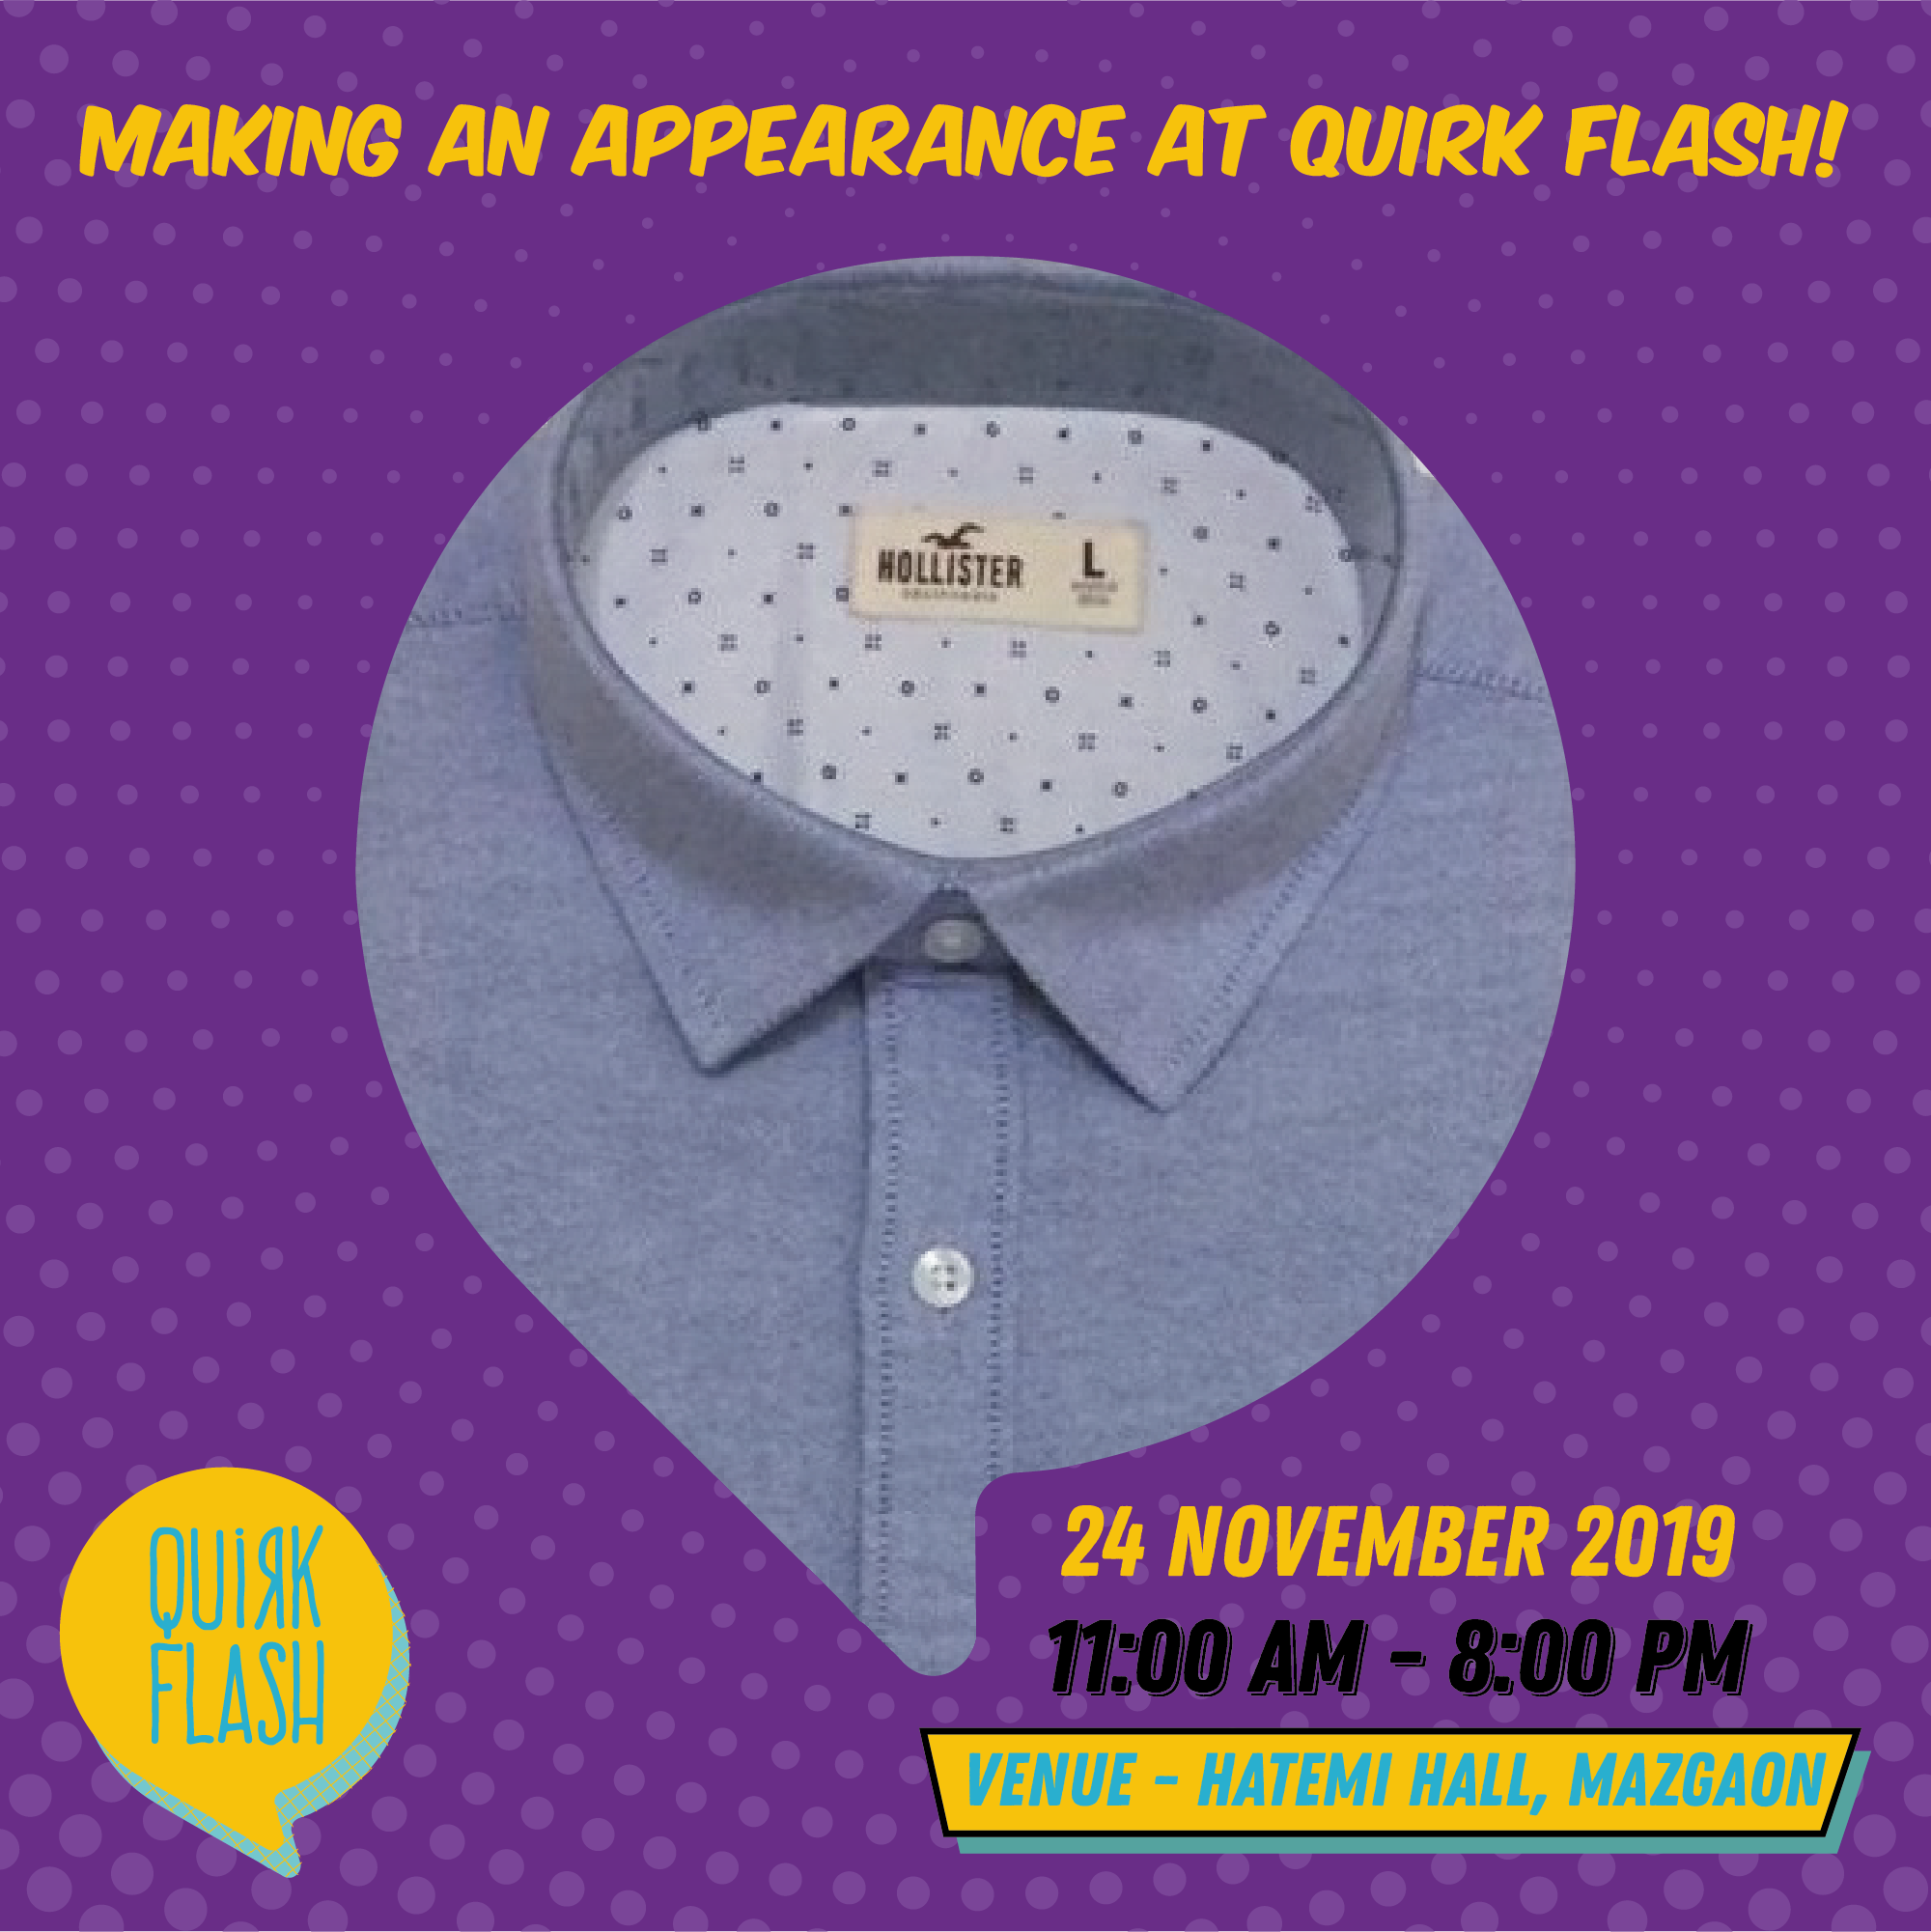 MAKING AN APPEARANCE AT QUIRK FLASH!
HOLLISTER L
24 NOVEMBER 2019
11:00 AM - 8:00 PM
VENUE - HATEMI HALL, MAZGAON
QUIRK
FLASH